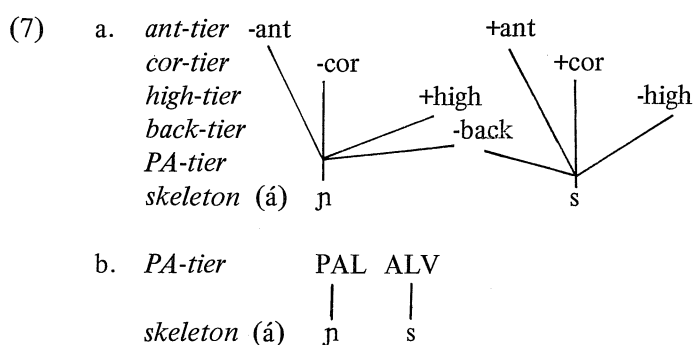 (7) a. ant-tier -ant +ant
cor-tier -cor +cor
high-tier +high -high
back-tier -back
PA-tier
skeleton (á) ɲ s
b. PA-tier PAL ALV
skeleton (á) ɲ s